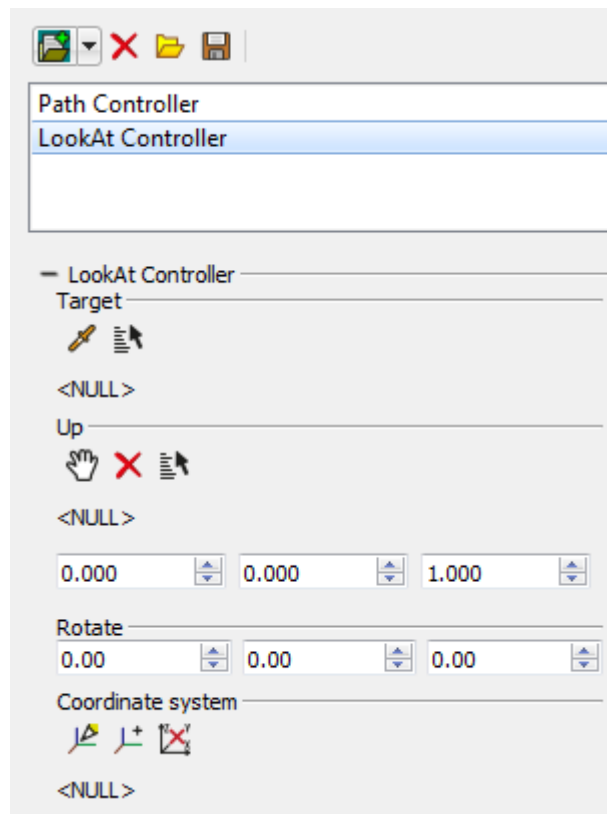 Path Controller
LookAt Controller
LookAt Controller
Target
<NULL>
Up
<NULL>
0.000 0.000 1.000
Rotate
0.00 0.00 0.00
Coordinate system
<NULL>